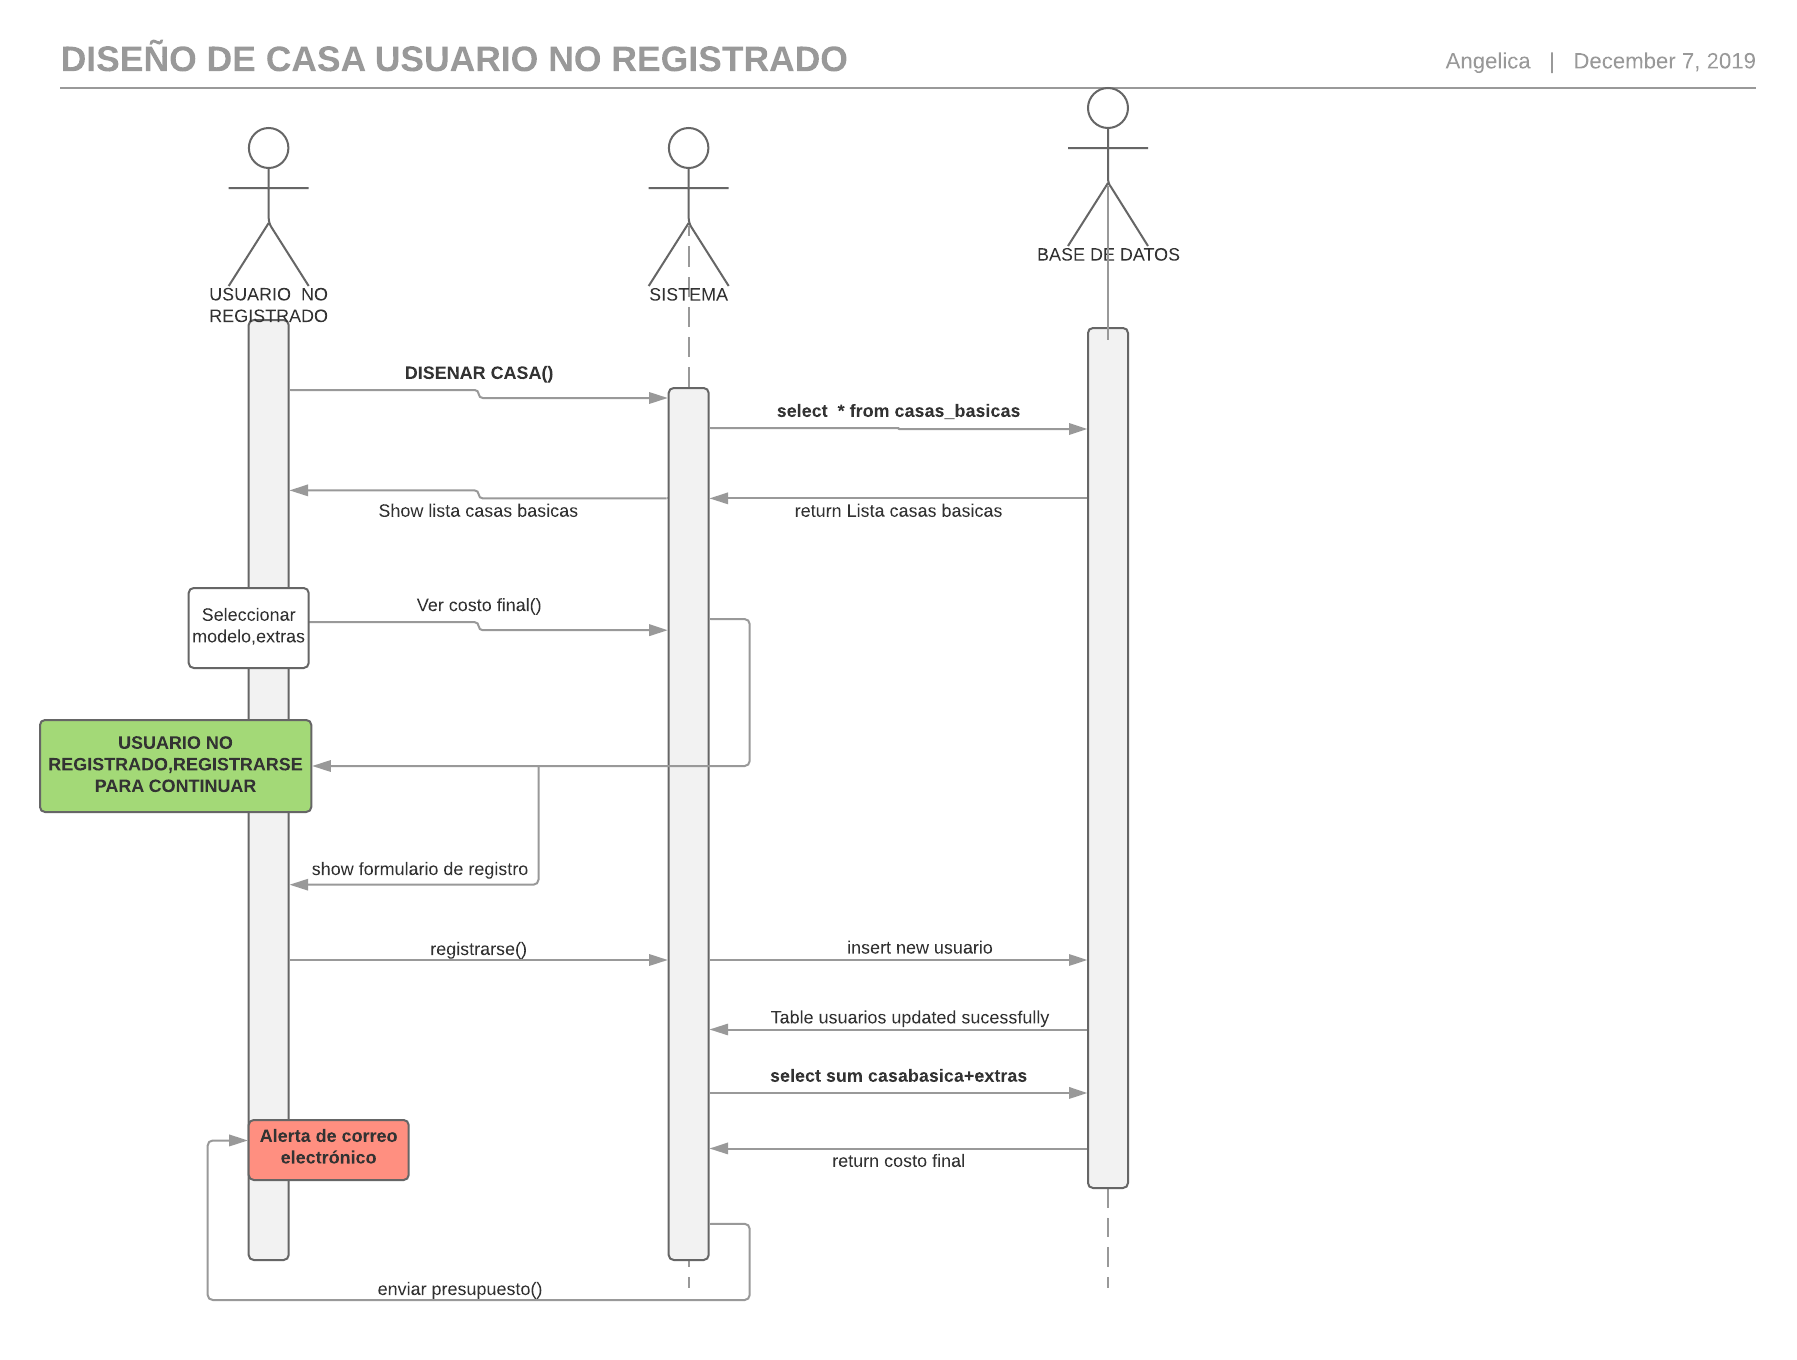 DISEÑO DE CASA USUARIO NO REGISTRADO
Angelica | December 7, 2019
BASE DE DATOS
USUARIO NO
REGISTRADO
SISTEMA
DISENAR CASA()
select * from casas_basicas
Show lista casas basicas
return Lista casas basicas
Seleccionar
modelo,extras
Ver costo final()
USUARIO NO
REGISTRADO,REGISTRARSE
PARA CONTINUAR
show formulario de registro
registrarse()
insert new usuario
Table usuarios updated sucessfully
select sum casabasica+extras
Alerta de correo
electrónico
return costo final
enviar presupuesto()